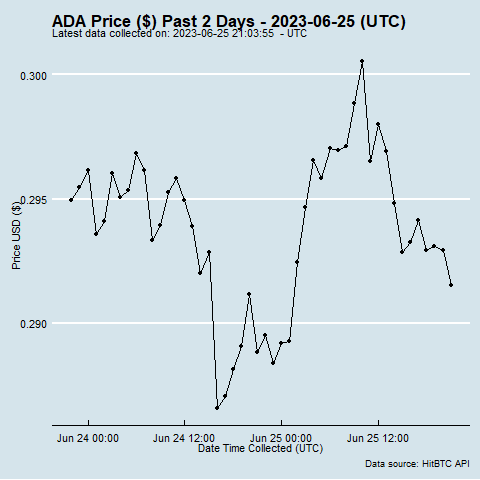 ADA Price ($) Past 2 Days - 2023-06-25 (UTC)
Latest data collected on: 2023-06-25 21:03:55 - UTC
0.300
0.295
0.290
Price USD ($)
Jun 24 00:00
Jun 24 12:00
Jun 25 00:00
Jun 25 12:00
Date Time Collected (UTC)
Data source: HitBTC API